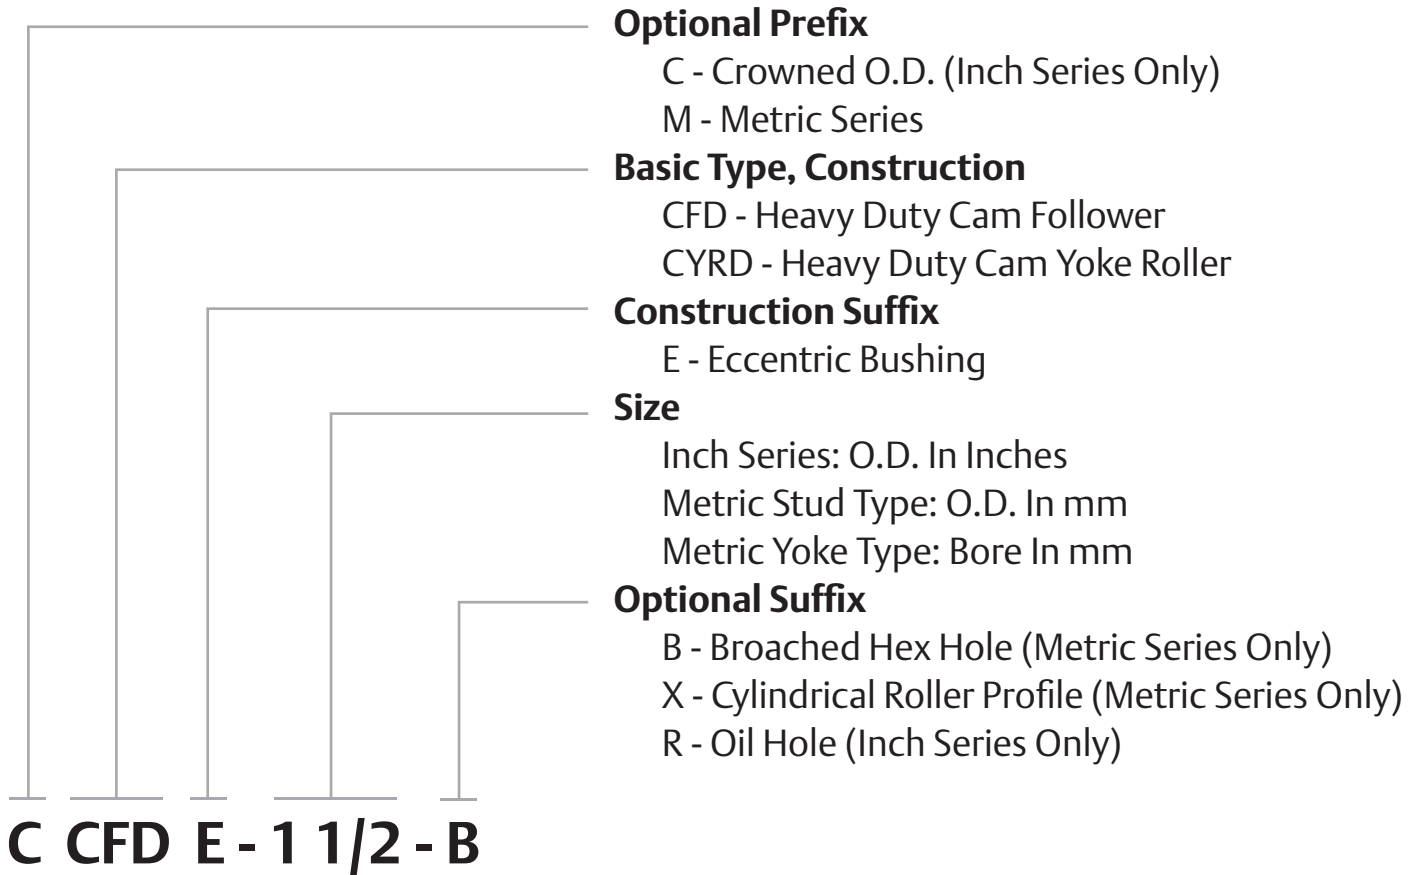 Optional Prefix
C - Crowned O.D. (Inch Series Only)
M - Metric Series
Basic Type, Construction
CFD - Heavy Duty Cam Follower
CYRD - Heavy Duty Cam Yoke Roller
Construction Suffix
E - Eccentric Bushing
Size
Inch Series: O.D. In Inches
Metric Stud Type: O.D. In mm
Metric Yoke Type: Bore In mm
Optional Suffix
B - Broached Hex Hole (Metric Series Only)
X - Cylindrical Roller Profile (Metric Series Only)
R - Oil Hole (Inch Series Only)
C CFD E - 1 1/2 - B